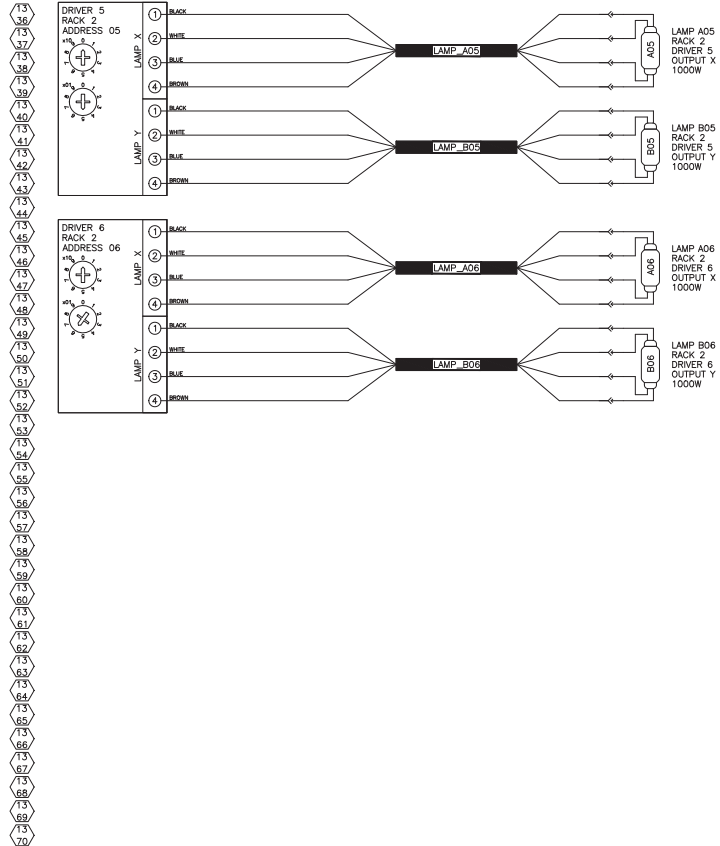 13
36
13
37
13
38
13
39
13
40
13
41
13
42
13
43
13
44
13
45
13
46
13
47
13
48
13
49
13
50
13
51
13
52
13
53
13
54
13
55
13
56
13
57
13
58
13
59
13
60
13
61
13
62
13
63
13
64
13
65
13
66
13
67
13
68
13
69
13
70
DRIVER 5
RACK 2
ADDRESS 05
LAMP X
1 BLACK
2 WHITE
3 BLUE
4 BROWN
LAMP Y
1 BLACK
2 WHITE
3 BLUE
4 BROWN
LAMP_A05
LAMP_B05
A05
LAMP A05
RACK 2
DRIVER 5
OUTPUT X
1000W
B05
LAMP B05
RACK 2
DRIVER 5
OUTPUT Y
1000W
DRIVER 6
RACK 2
ADDRESS 06
LAMP X
1 BLACK
2 WHITE
3 BLUE
4 BROWN
LAMP Y
1 BLACK
2 WHITE
3 BLUE
4 BROWN
LAMP_A06
LAMP_B06
A06
LAMP A06
RACK 2
DRIVER 6
OUTPUT X
1000W
B06
LAMP B06
RACK 2
DRIVER 6
OUTPUT Y
1000W